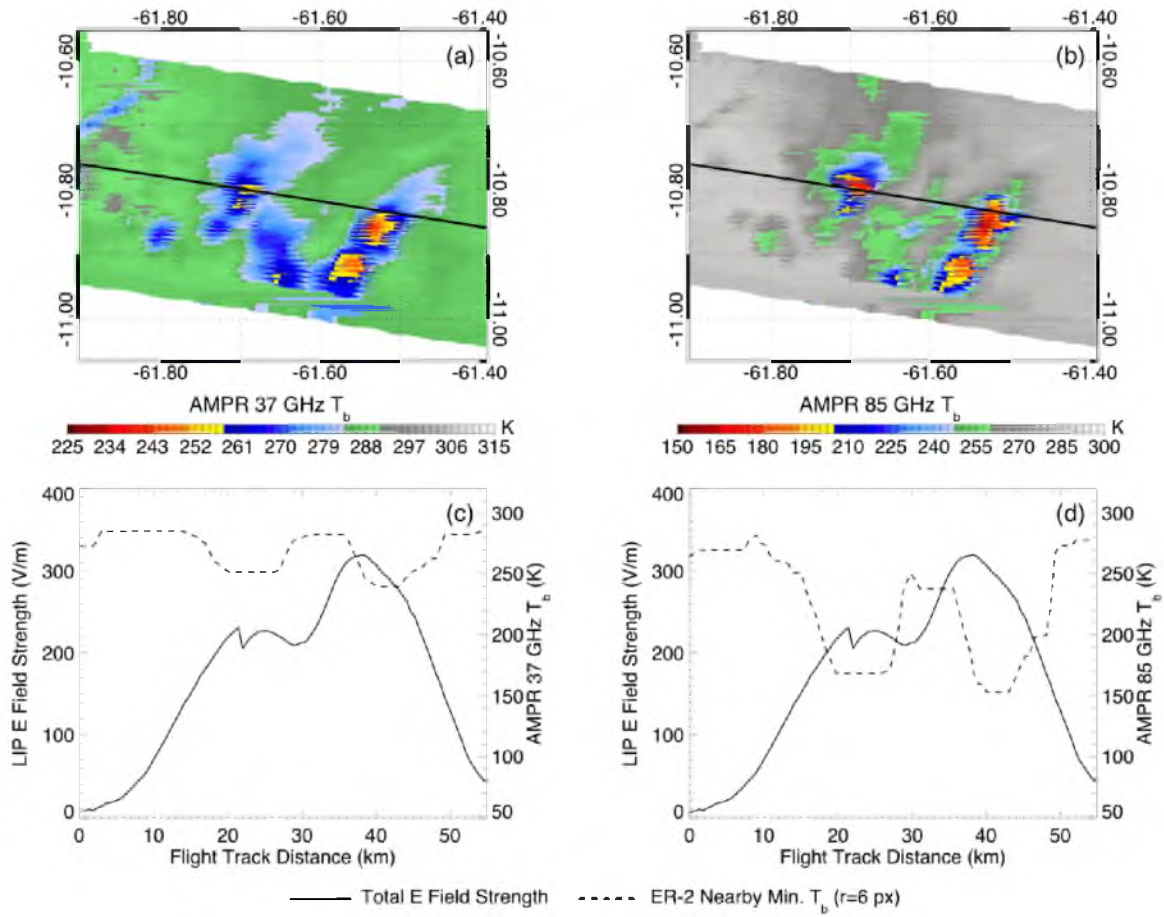 -61.80 -61.60 -61.40 -61.80 -61.60 -61.40
(a) (b)
-10.60 -10.60 -10.60 -10.60
-10.80 -10.80 -10.80 -10.80
-11.00 -11.00 -11.00 -11.00
-61.80 -61.60 -61.40 -61.80 -61.60 -61.40
AMPR 37 GHz Tb AMPR 85 GHz Tb
K K
225 234 243 252 261 270 279 288 297 306 315 150 165 180 195 210 225 240 255 270 285 300
(c) (d)
LIP E Field Strength (V/m)
400
300
200
100
0
AMPR 37 GHz Tb (K)
300
250
200
150
100
50
0 10 20 30 40 50
Flight Track Distance (km)
LIP E Field Strength (V/m)
400
300
200
100
0
AMPR 85 GHz Tb (K)
300
250
200
150
100
50
0 10 20 30 40 50
Flight Track Distance (km)
Total E Field Strength ER-2 Nearby Min. Tb (r=6 px)